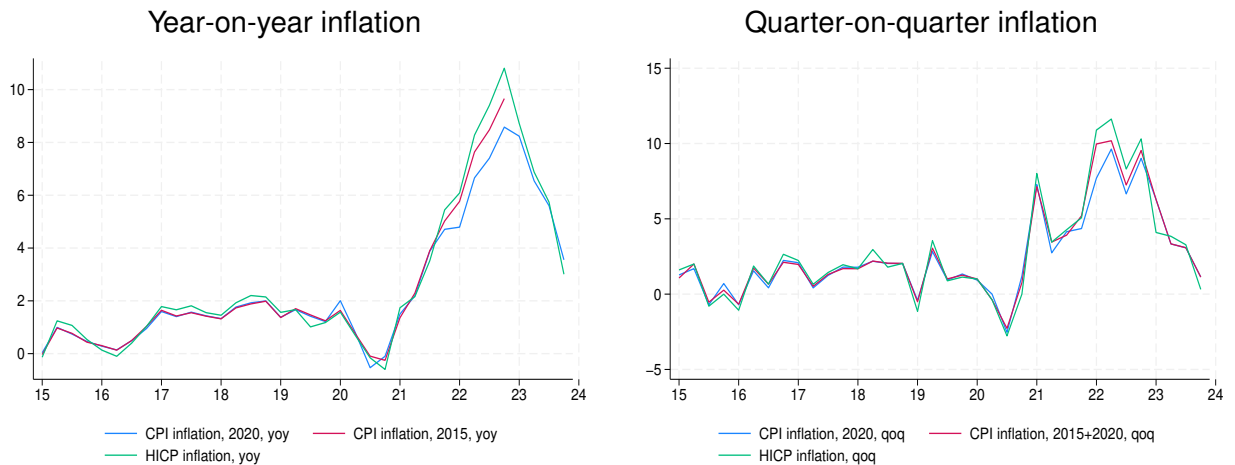 Year-on-year inflation
10
8
6
4
2
0
15 16 17 18 19 20 21 22 23 24
CPI inflation, 2020, yoy CPI inflation, 2015, yoy
HICP inflation, yoy
Quarter-on-quarter inflation
15
10
5
0
−5
15 16 17 18 19 20 21 22 23 24
CPI inflation, 2020, qoq CPI inflation, 2015+2020, qoq
HICP inflation, qoq